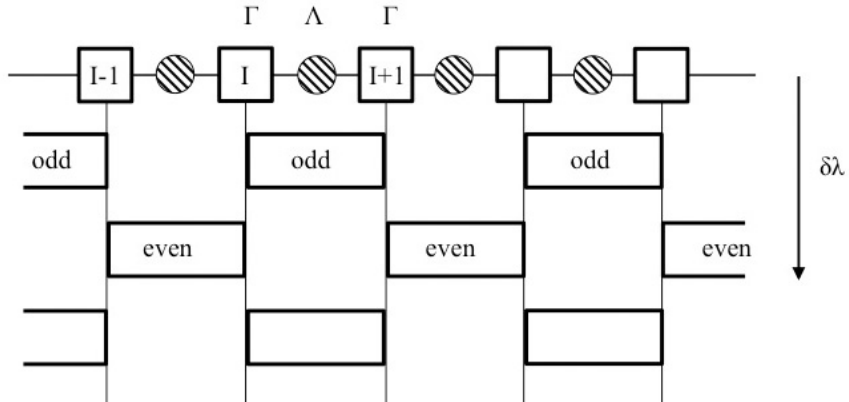 Γ Λ Γ
I-1 I I+1
odd odd odd
δλ
even even even